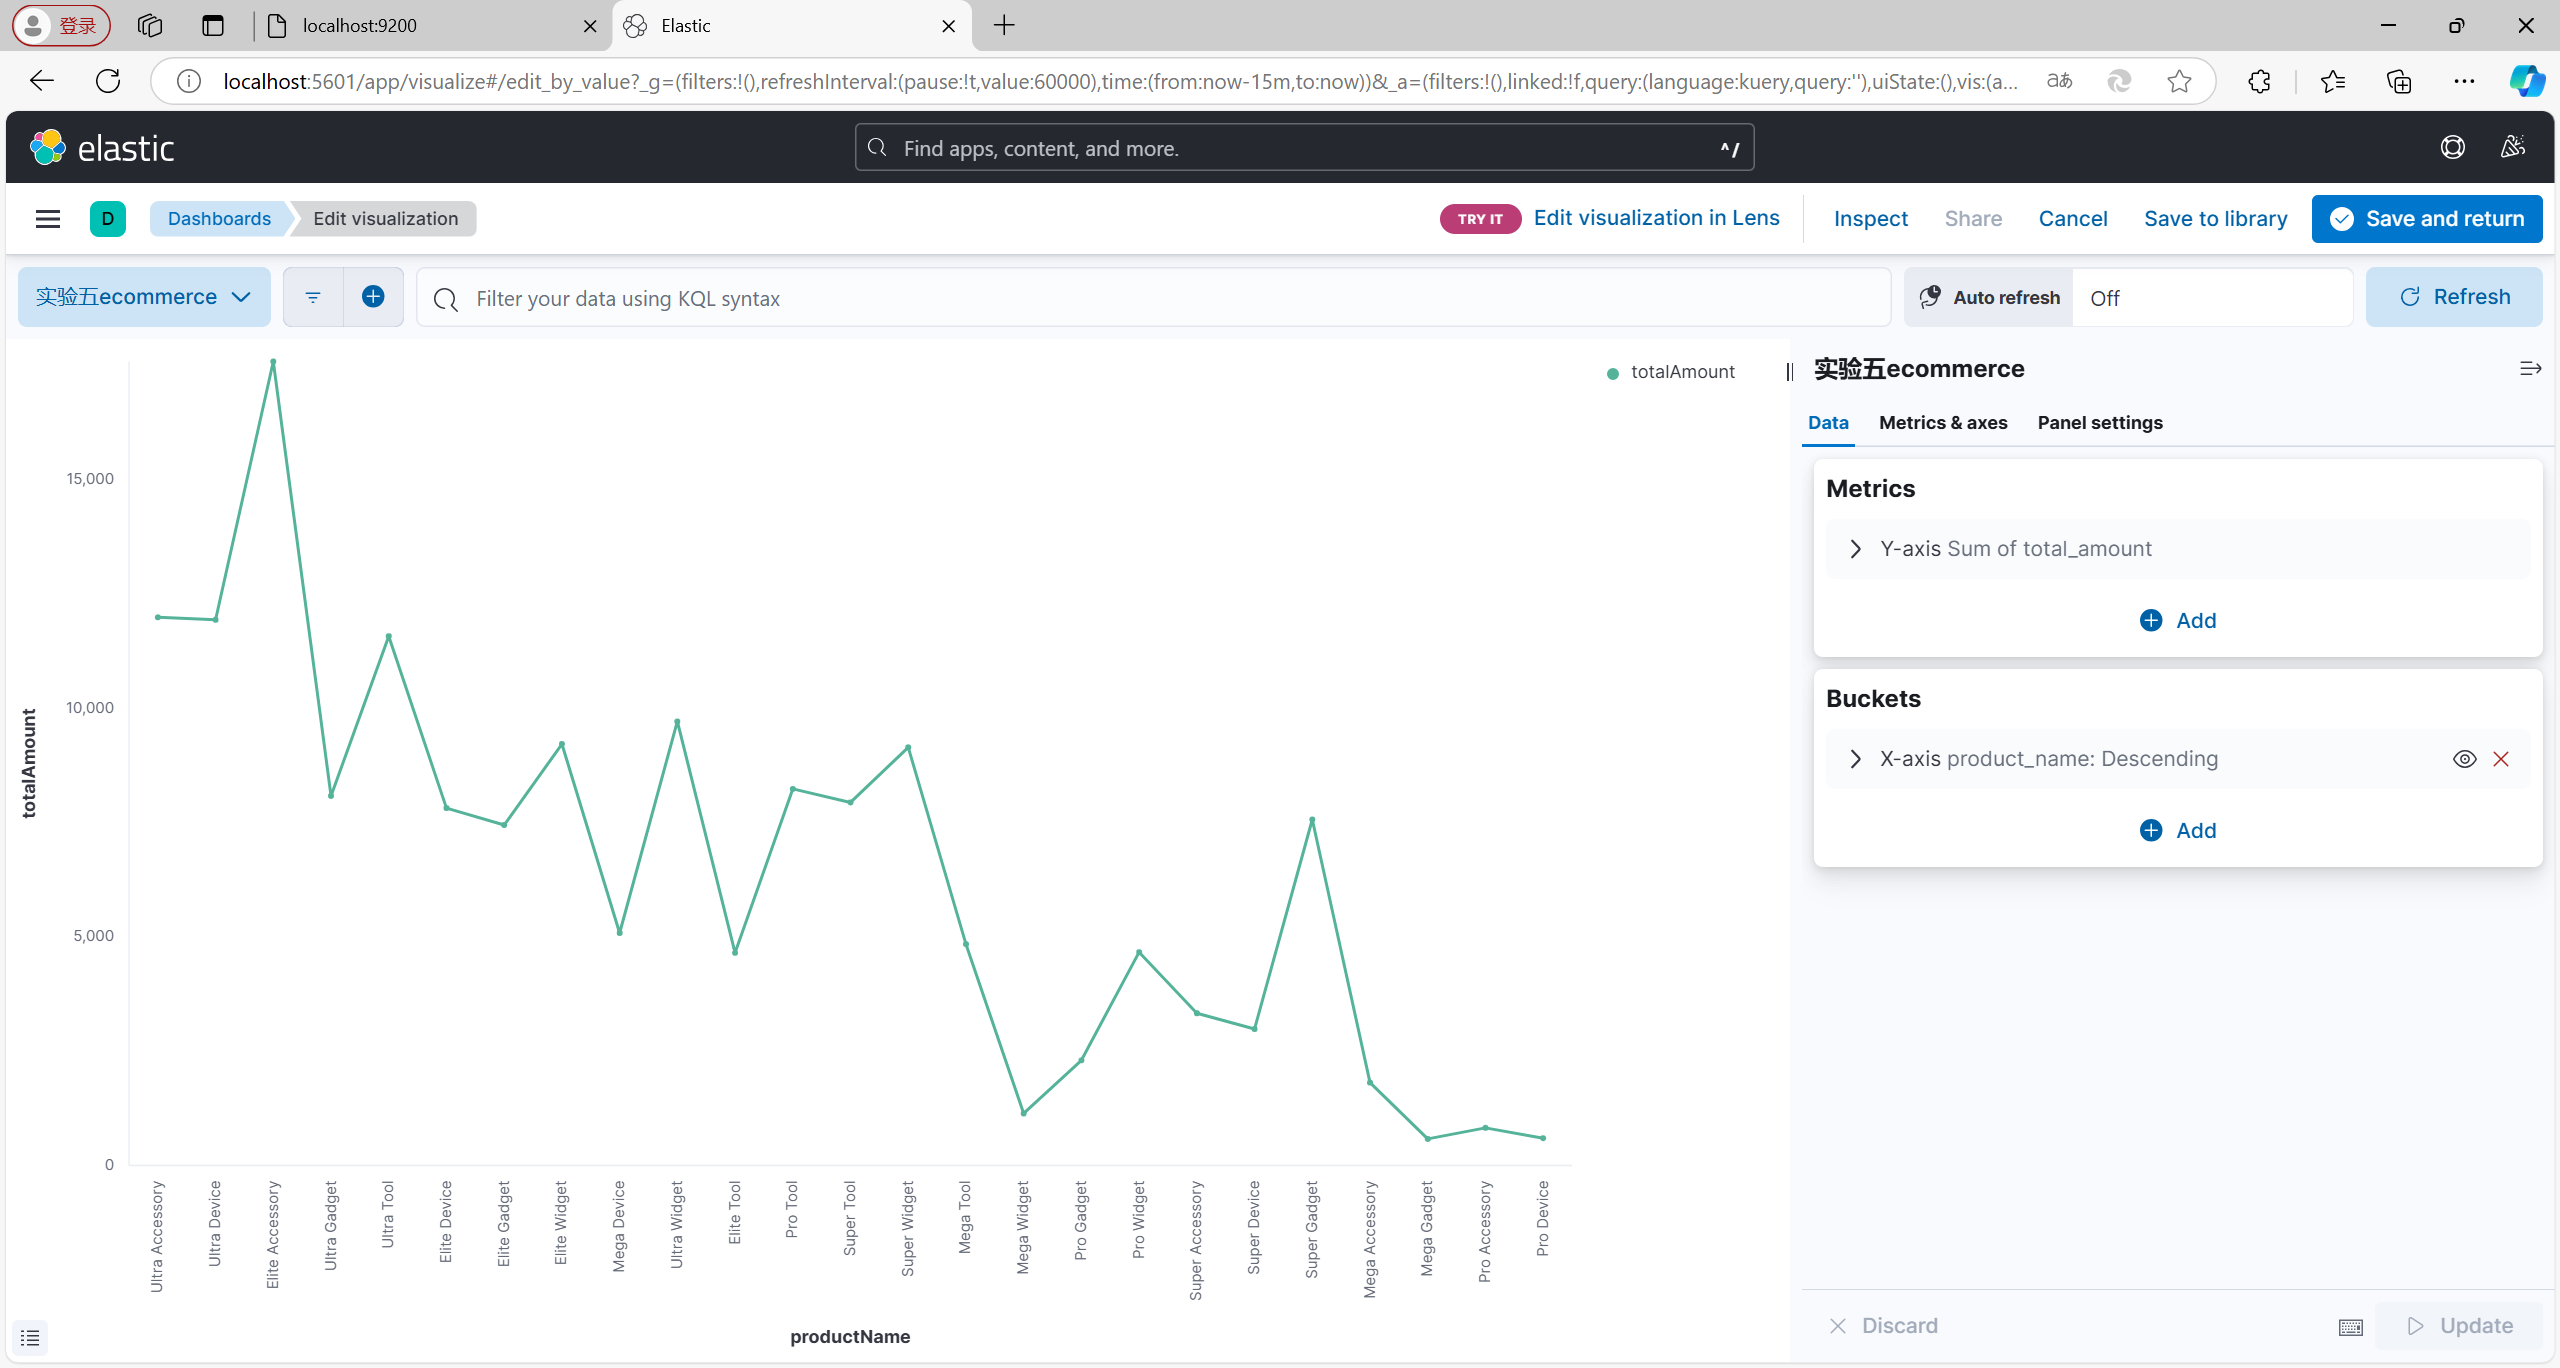 登录
localhost:9200
Elastic
localhost:5601/app/visualize#/edit_by_value?_g=(filters:!(),refreshInterval:(pause:!t,value:60000),time:(from:now-15m,to:now))&_a=(filters:!(),linked:!f,query:(language:kuery,query:''),uiState:(),vis:(a...
aあ
elastic
Find apps, content, and more.
^/
D
Dashboards
Edit visualization
TRY IT
Edit visualization in Lens
Inspect
Share
Cancel
Save to library
Save and return
实验五ecommerce
Filter your data using KQL syntax
Auto refresh
Off
Refresh
totalAmount
15,000
10,000
5,000
0
totalAmount
Ultra Accessory
Ultra Device
Elite Accessory
Ultra Gadget
Ultra Tool
Elite Device
Elite Gadget
Elite Widget
Mega Device
Ultra Widget
Elite Tool
Pro Tool
Super Tool
Super Widget
Mega Tool
Mega Widget
Pro Gadget
Pro Widget
Super Accessory
Super Device
Super Gadget
Mega Accessory
Mega Gadget
Pro Accessory
Pro Device
productName
实验五ecommerce
Data
Metrics & axes
Panel settings
Metrics
Y-axis Sum of total_amount
Add
Buckets
X-axis product_name: Descending
Add
Discard
Update